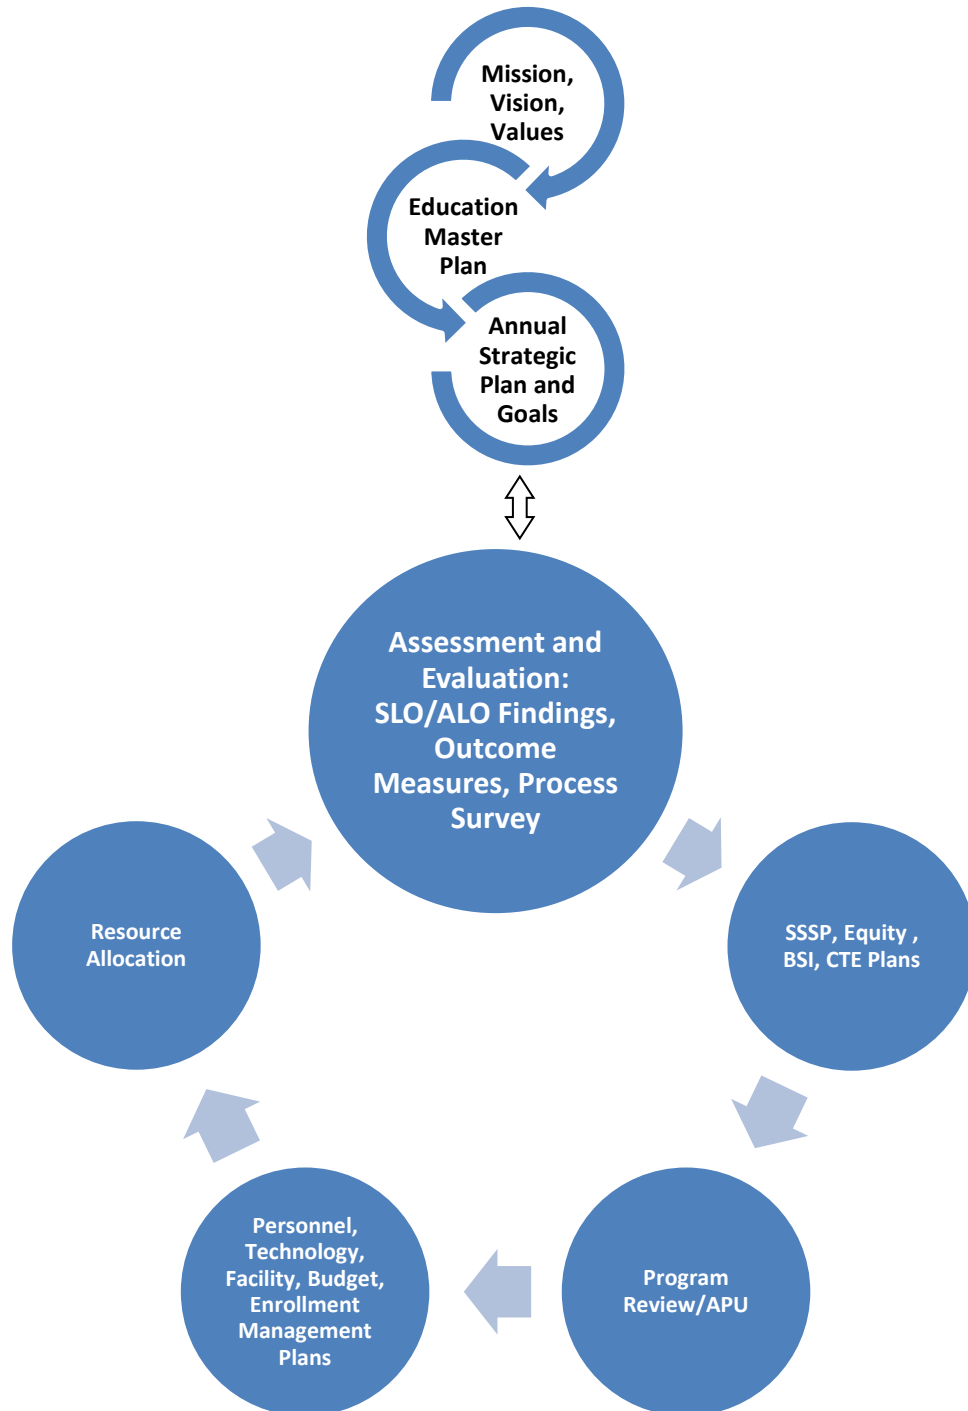 Mission,
Vision,
Values
Education
Master
Plan
Annual
Strategic
Plan and
Goals
Assessment and
Evaluation:
SLO/ALO Findings,
Outcome
Measures, Process
Survey
Resource
Allocation
SSSP, Equity ,
BSI, CTE Plans
Personnel,
Technology,
Facility, Budget,
Enrollment
Management
Plans
Program
Review/APU